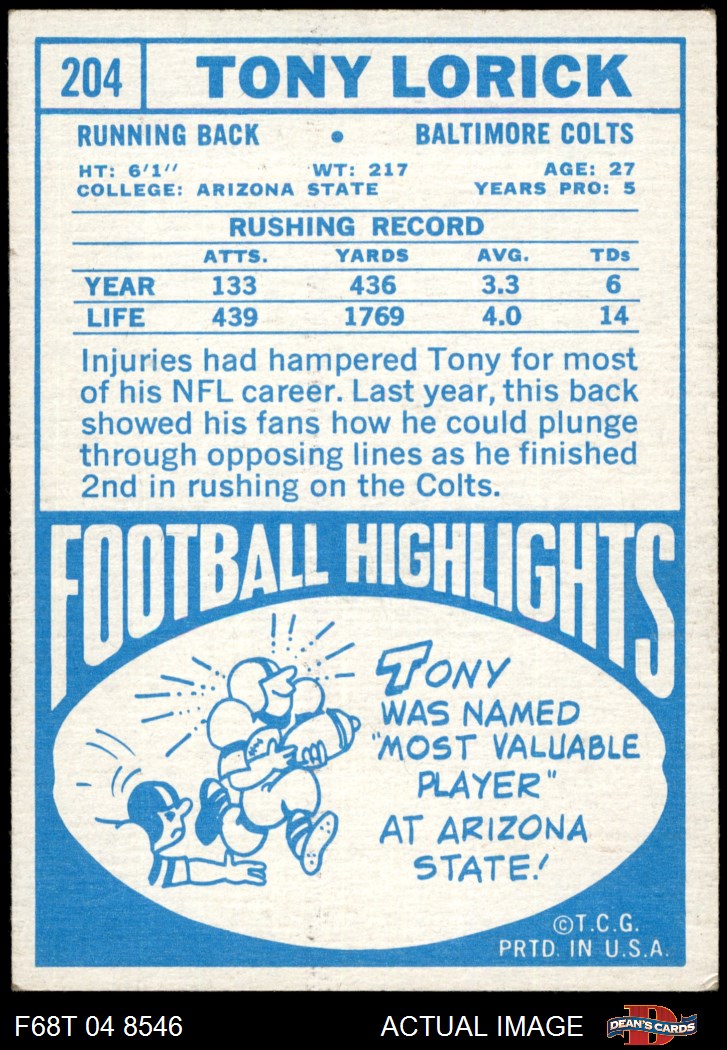 204 TONY LORICK
RUNNING BACK • BALTIMORE COLTS
HT: 6'1" WT: 217 AGE: 27
COLLEGE: ARIZONA STATE YEARS PRO: 5
RUSHING RECORD
ATTS. YARDS AVG. TDs
YEAR 133 436 3.3 6
LIFE 439 1769 4.0 14
Injuries had hampered Tony for most
of his NFL career. Last year, this back
showed his fans how he could plunge
through opposing lines as he finished
2nd in rushing on the Colts.
FOOTBALL HIGHLIGHTS
TONY
WAS NAMED
"MOST VALUABLE
PLAYER"
AT ARIZONA
STATE!
©T.C.G.
PRTD. IN U.S.A.
F68T 04 8546 ACTUAL IMAGE D DEAN'S CARDS